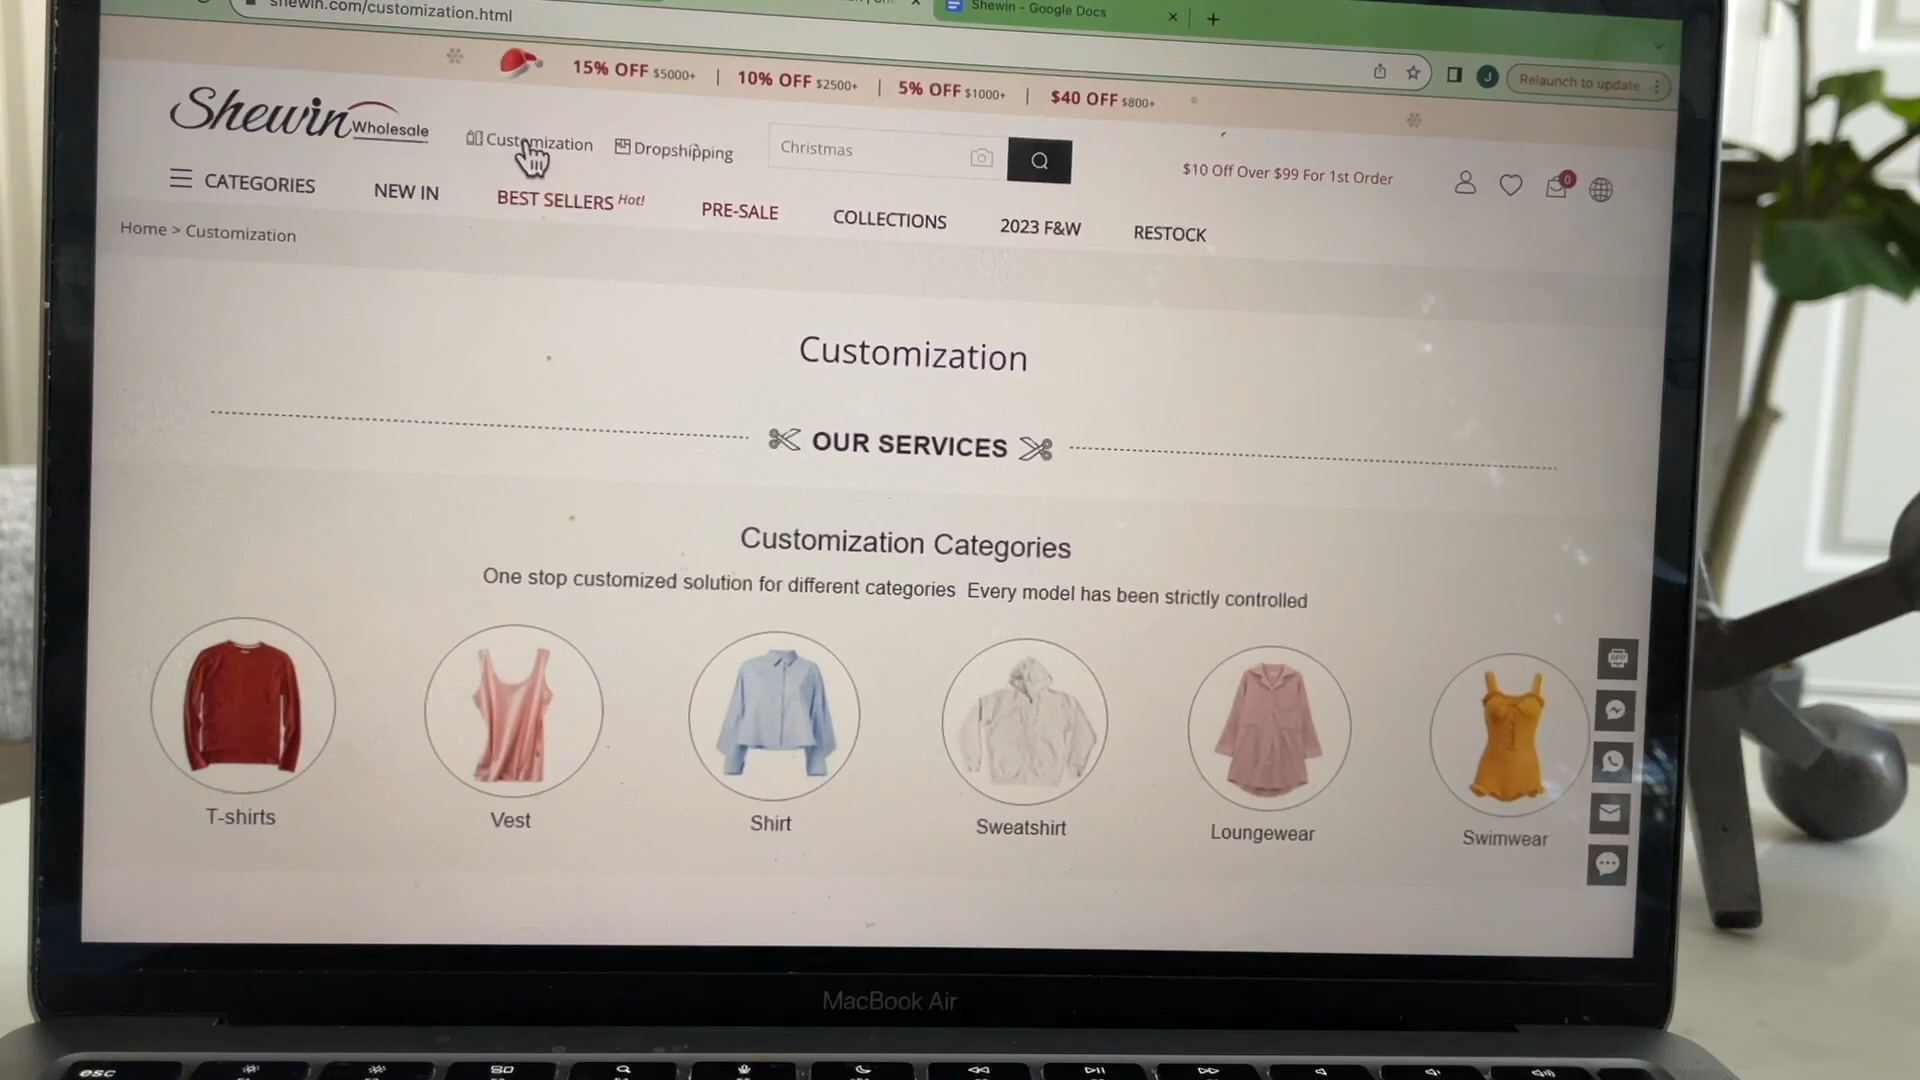 shewin.com/customization.html
Shewin - Google Docs
Relaunch to update
J
15% OFF $5000+ | 10% OFF $2500+ | 5% OFF $1000+ | $40 OFF $800+
Shewin Wholesale
Customization
Dropshipping
Christmas
$10 Off Over $99 For 1st Order
0
CATEGORIES
NEW IN
BEST SELLERS Hot!
PRE-SALE
COLLECTIONS
2023 F&W
RESTOCK
Home > Customization
Customization
OUR SERVICES
Customization Categories
One stop customized solution for different categories Every model has been strictly controlled
T-shirts
Vest
Shirt
Sweatshirt
Loungewear
Swimwear
APP
MacBook Air
esc